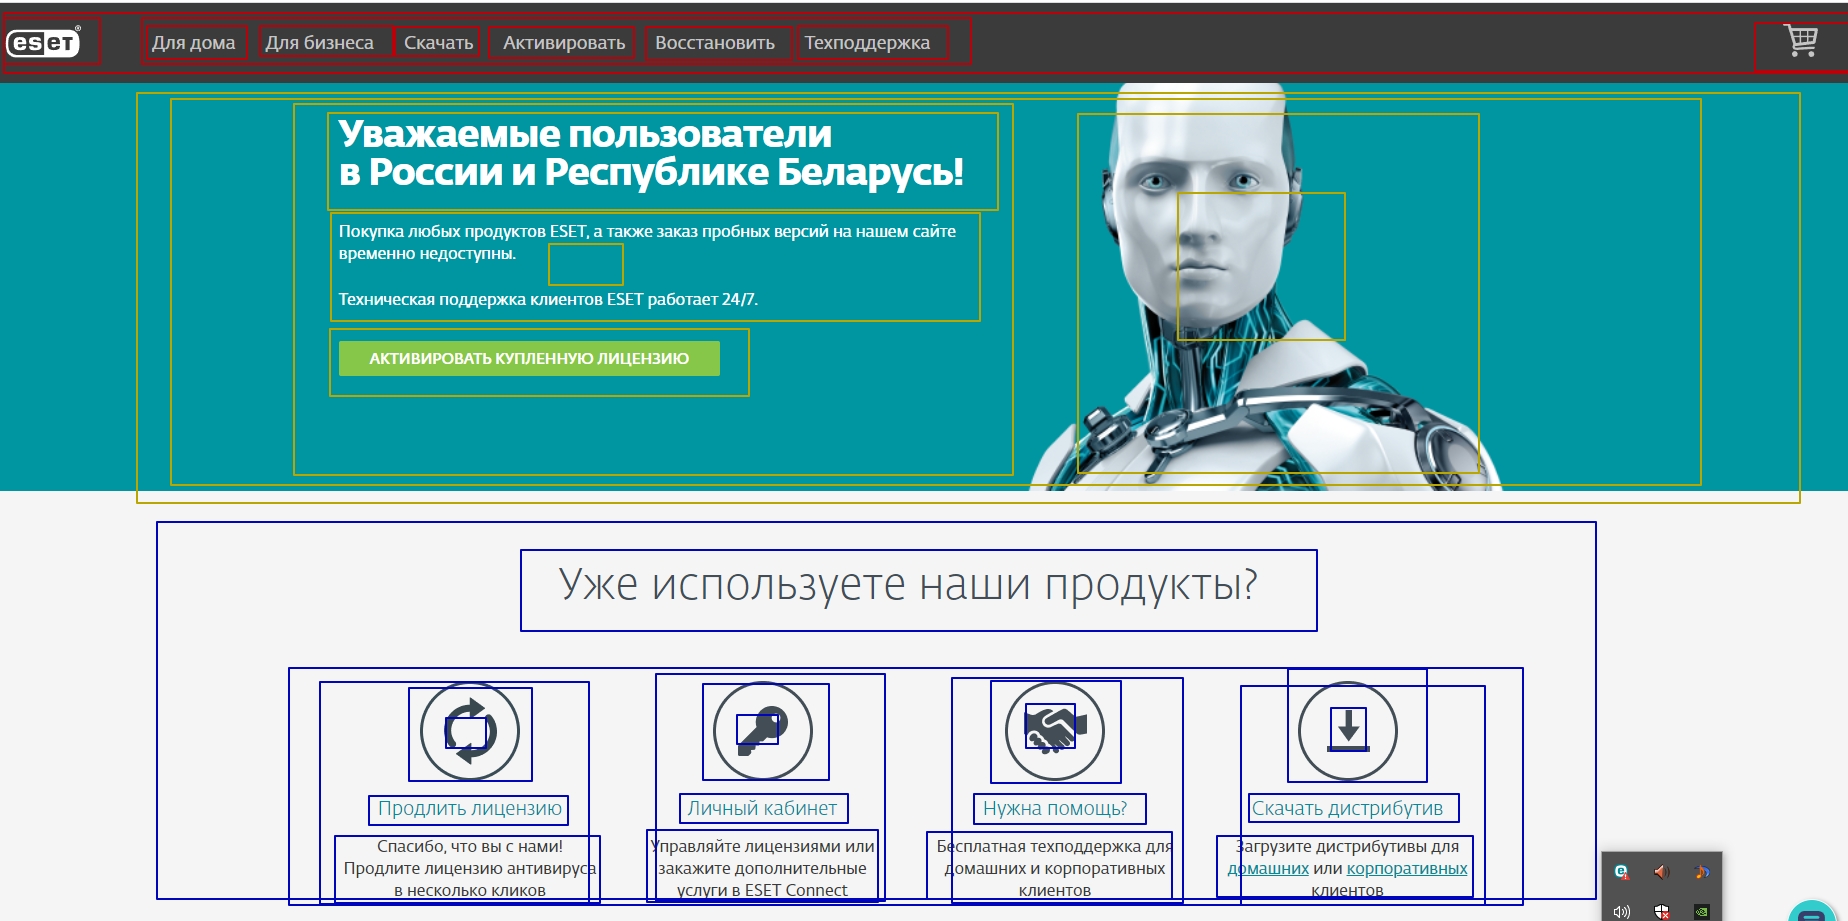 eset®
Для дома Для бизнеса Скачать Активировать Восстановить Техподдержка
Уважаемые пользователи
в России и Республике Беларусь!
Покупка любых продуктов ESET, а также заказ пробных версий на нашем сайте
временно недоступны.
Техническая поддержка клиентов ESET работает 24/7.
АКТИВИРОВАТЬ КУПЛЕННУЮ ЛИЦЕНЗИЮ
Уже используете наши продукты?
Продлить лицензию
Спасибо, что вы с нами!
Продлите лицензию антивируса
в несколько кликов
Личный кабинет
Управляйте лицензиями или
закажите дополнительные
услуги в ESET Connect
Нужна помощь?
Бесплатная техподдержка для
домашних и корпоративных
клиентов
Скачать дистрибутив
Загрузите дистрибутивы для
домашних или корпоративных
клиентов